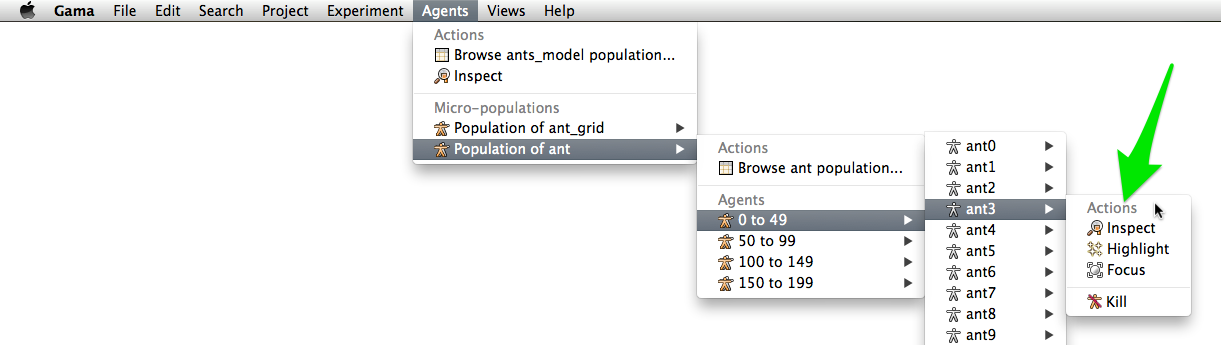 Gama File Edit Search Project Experiment Agents Views Help
Actions
Browse ants_model population...
Inspect
Micro-populations
Population of ant_grid
Population of ant
Actions
Browse ant population...
Agents
0 to 49
50 to 99
100 to 149
150 to 199
ant0
ant1
ant2
ant3
ant4
ant5
ant6
ant7
ant8
ant9
Actions
Inspect
Highlight
Focus
Kill